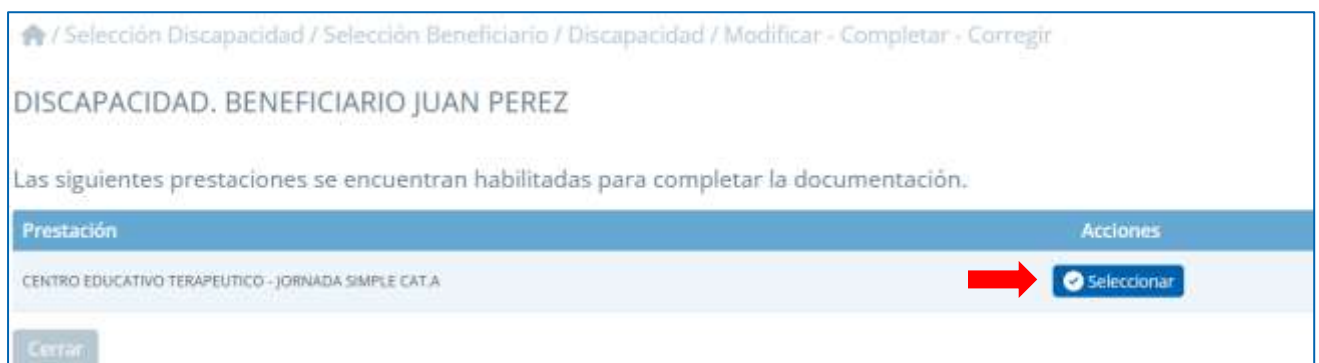 / Selección Discapacidad / Selección Beneficiario / Discapacidad / Modificar - Completar - Corregir
DISCAPACIDAD. BENEFICIARIO JUAN PEREZ
Las siguientes prestaciones se encuentran habilitadas para completar la documentación.
Prestación Acciones
CENTRO EDUCATIVO TERAPEUTICO - JORNADA SIMPLE CAT.A Seleccionar
Cerrar